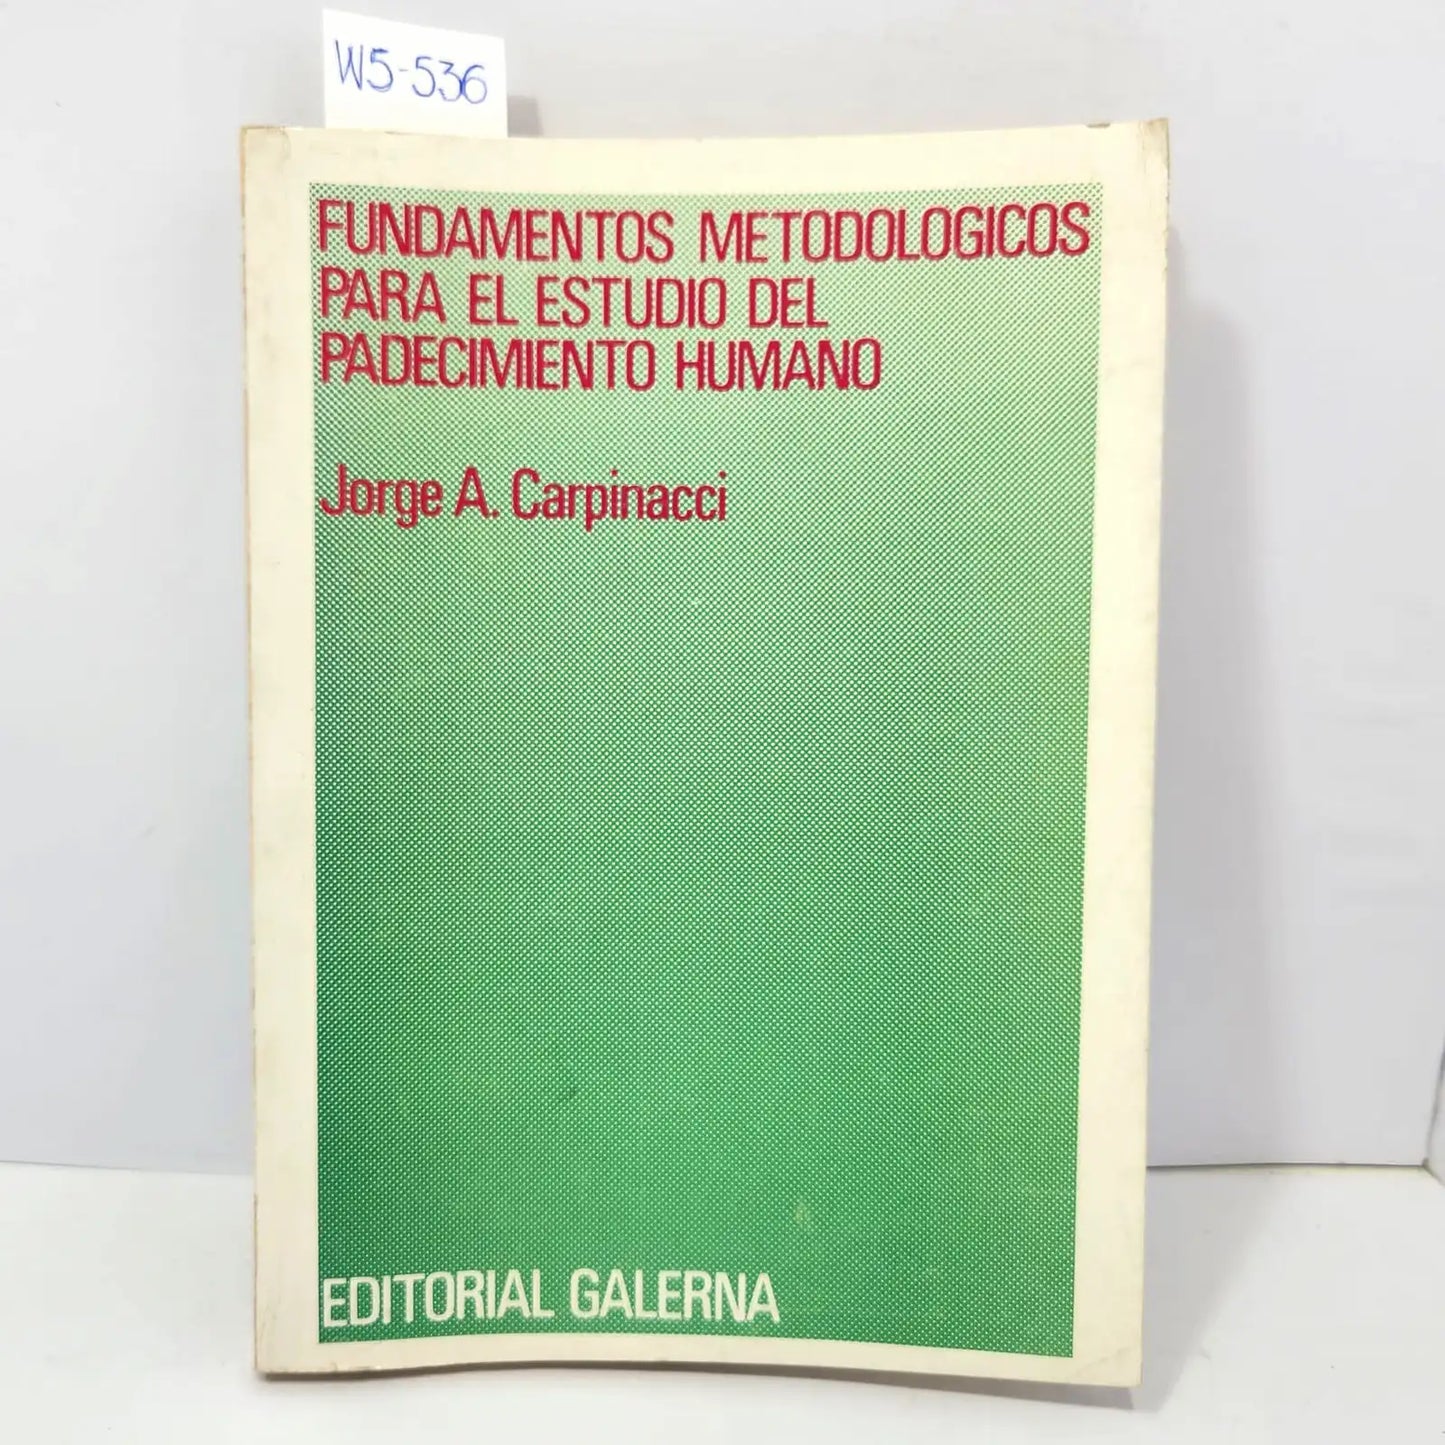 W5-536
FUNDAMENTOS METODOLOGICOS
PARA EL ESTUDIO DEL
PADECIMIENTO HUMANO
Jorge A. Carpinacci
EDITORIAL GALERNA